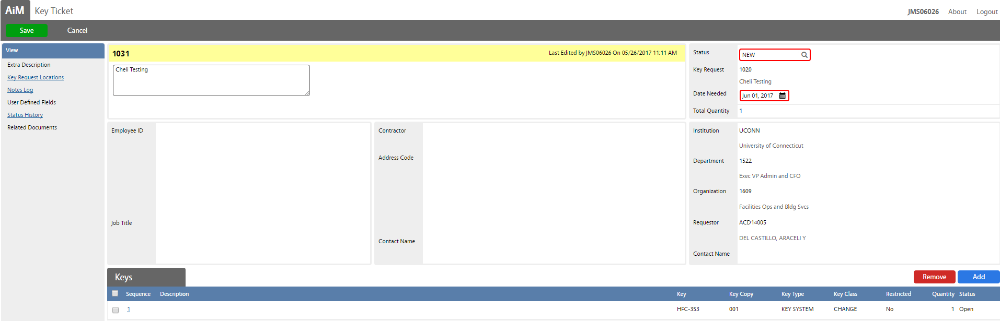 AiM Key Ticket JMS06026 About Logout
Save Cancel
View
Extra Description
Key Request Locations
Notes Log
User Defined Fields
Status History
Related Documents
1031 Last Edited by JMS06026 On 05/26/2017 11:11 AM
Cheli Testing
Status NEW
Key Request 1020
Cheli Testing
Date Needed Jun 01, 2017
Total Quantity 1
Employee ID
Job Title
Contractor
Address Code
Contact Name
Institution UCONN
University of Connecticut
Department 1522
Exec VP Admin and CFO
Organization 1609
Facilities Ops and Bldg Svcs
Requestor ACD14005
DEL CASTILLO, ARACELI Y
Contact Name
Keys Remove Add
Sequence Description Key Key Copy Key Type Key Class Restricted Quantity Status
1 HFC-353 001 KEY SYSTEM CHANGE No 1 Open